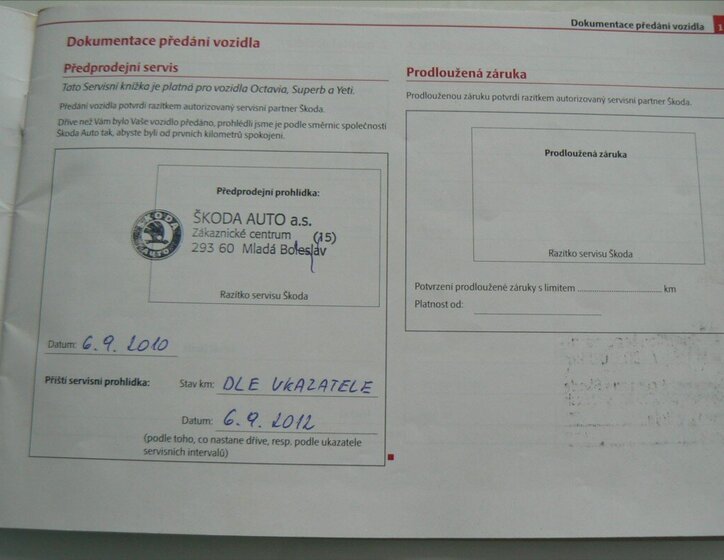 Dokumentace předání vozidla 1
Dokumentace předání vozidla
Předprodejní servis
Tato Servisní knížka je platná pro vozidla Octavia, Superb a Yeti.
Předání vozidla potvrdí razítkem autorizovaný servisní partner Škoda.
Dříve než Vám bylo Vaše vozidlo předáno, prohlédli jsme je podle směrnic společnosti
Škoda Auto tak, abyste byli od prvních kilometrů spokojeni.
Předprodejní prohlídka:
ŠKODA
AUTO
ŠKODA AUTO a.s.
Zákaznické centrum (15)
293 60 Mladá Boleslav
Razítko servisu Škoda
Datum: 6.9.2010
Příští servisní prohlídka: Stav km: DLE UKAZATELE
Datum: 6.9.2012
(podle toho, co nastane dříve, resp. podle ukazatele
servisních intervalů)
Prodloužená záruka
Prodlouženou záruku potvrdí razítkem autorizovaný servisní partner Škoda.
Prodloužená záruka
Razítko servisu Škoda
Potvrzení prodloužené záruky s limitem ........................... km
Platnost od: